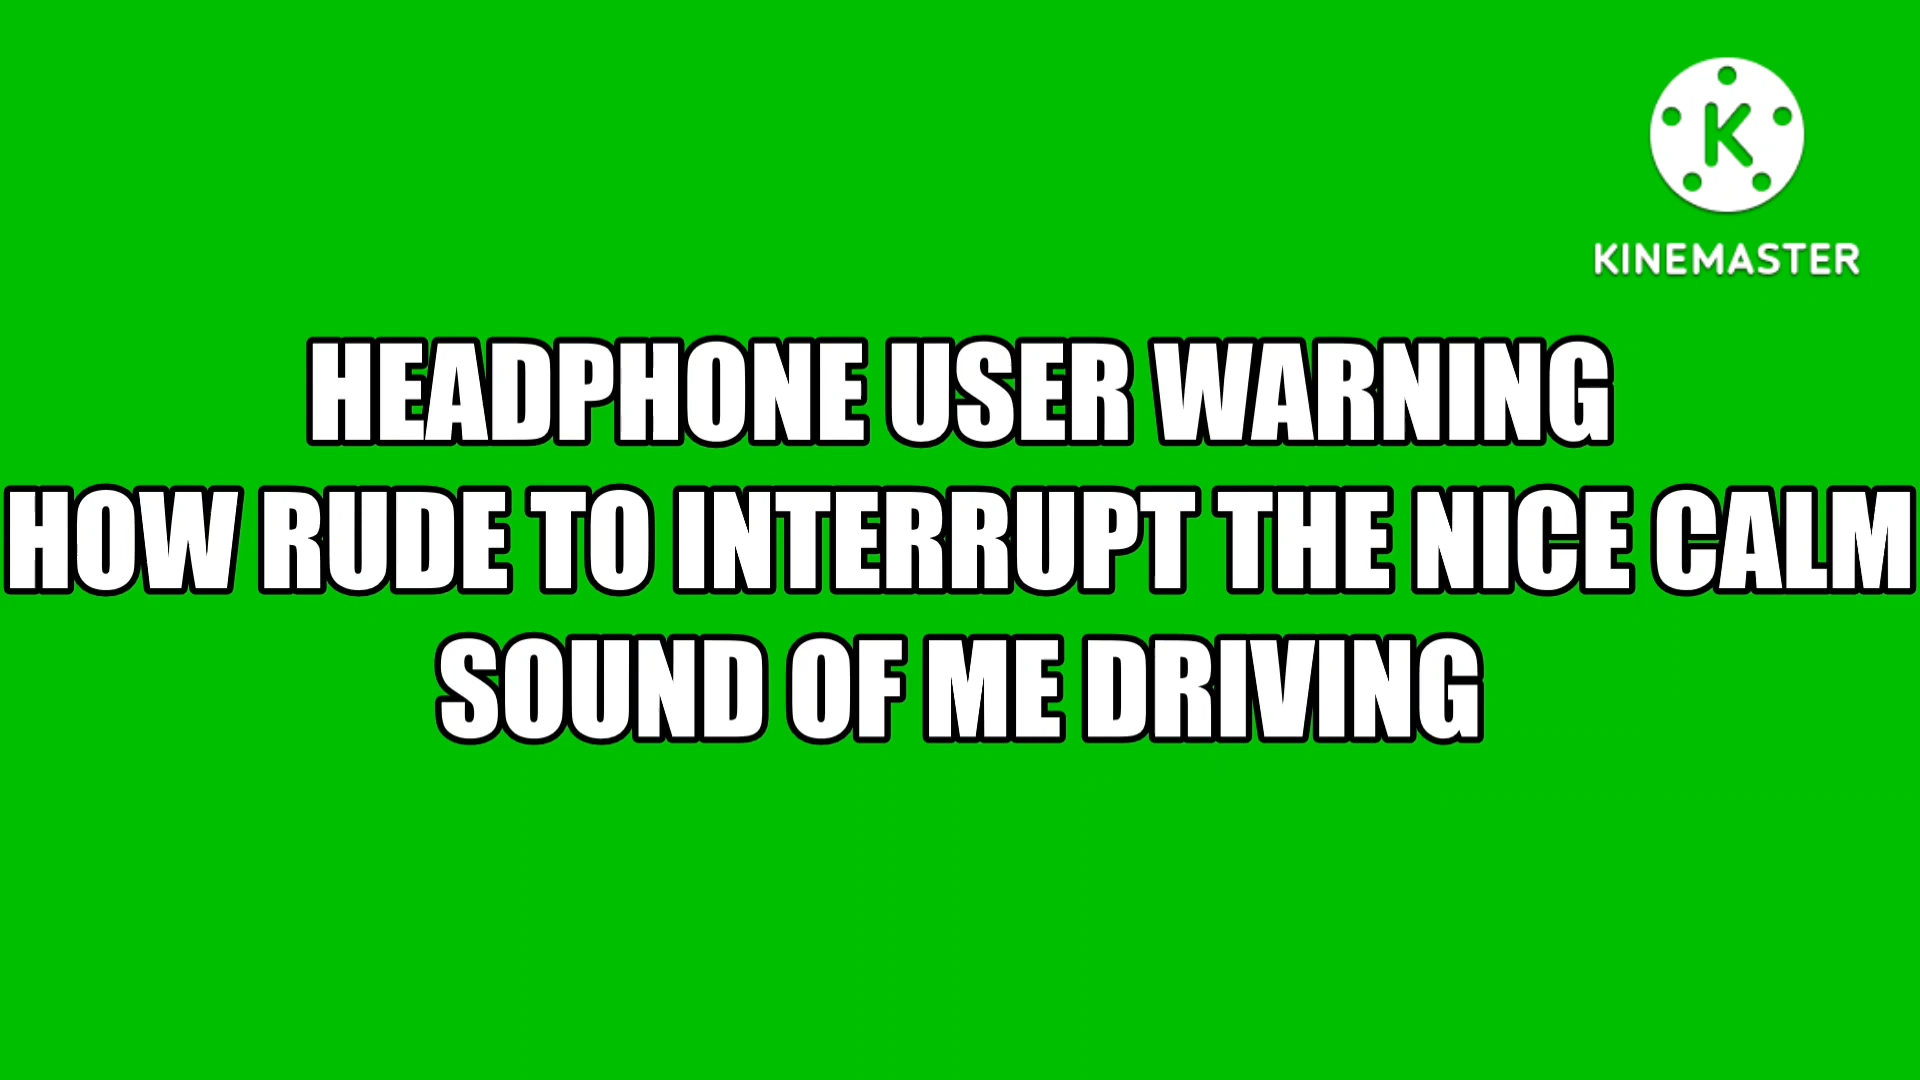 K
KINEMASTER
HEADPHONE USER WARNING
HOW RUDE TO INTERRUPT THE NICE CALM
SOUND OF ME DRIVING